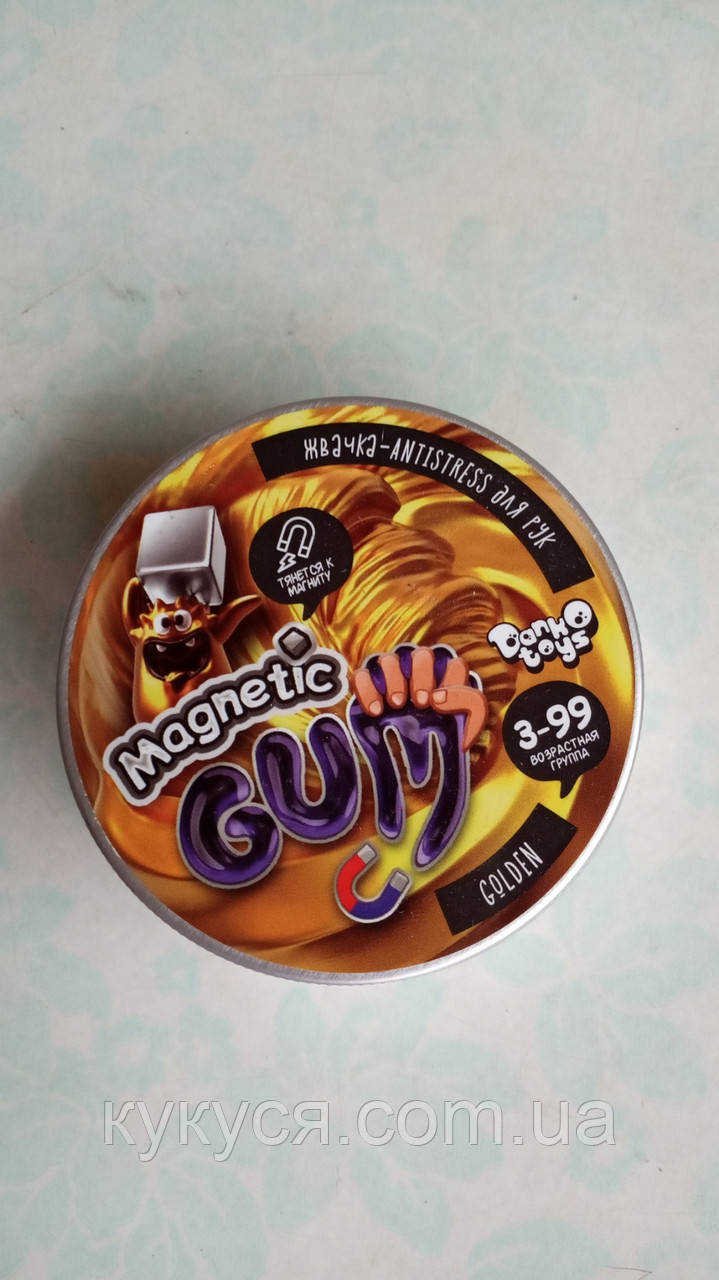 жвачка-ANTISTRESS для рук
тянется к
магниту
Danko
toys
Magnetic
GUM
3-99
возрастная
группа
GOLDEN
кукуся.com.ua